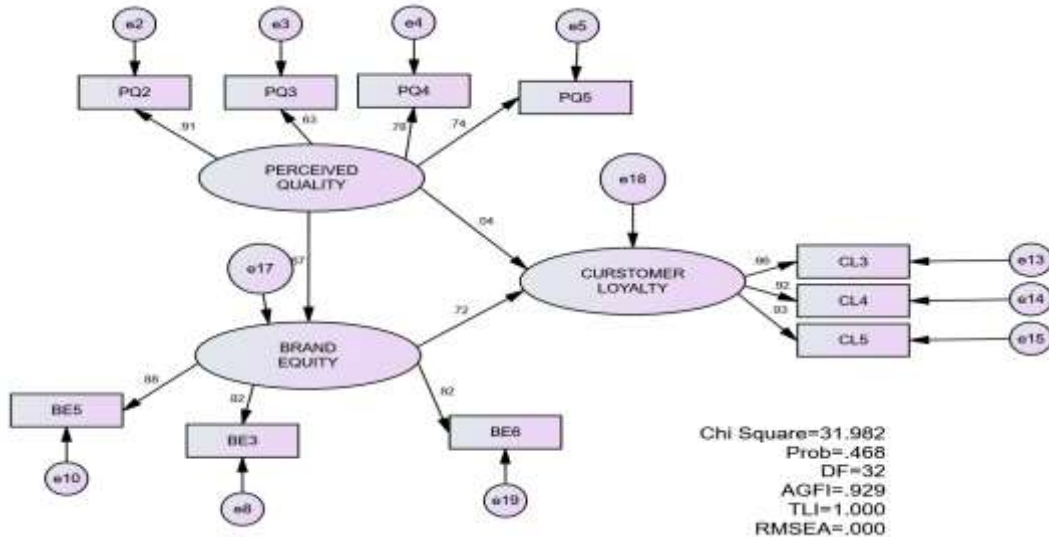 e2
e3
e4
e5
PQ2
PQ3
PQ4
PQ5
91
63
78
74
PERCEIVED
QUALITY
e18
04
e17
67
CURSTOMER
LOYALTY
CL3
e13
CL4
e14
CL5
e15
92
72
BRAND
EQUITY
88
82
82
BE5
BE3
BE6
e10
e8
e19
Chi Square=31.982
Prob=.468
DF=32
AGFI=.929
TLI=1.000
RMSEA=.000